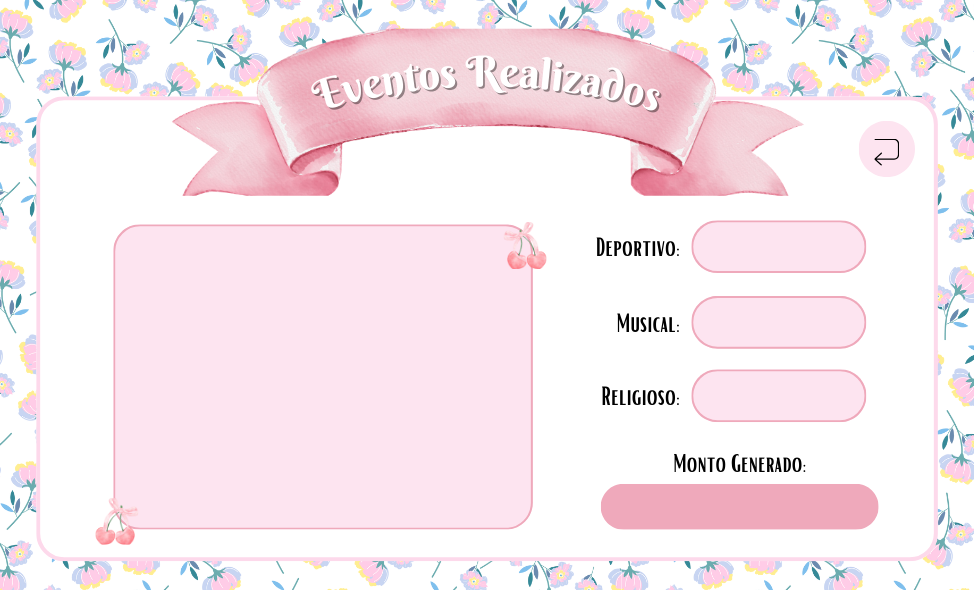 Eventos Realizados
Deportivo:
Musical:
Religioso:
Monto Generado: